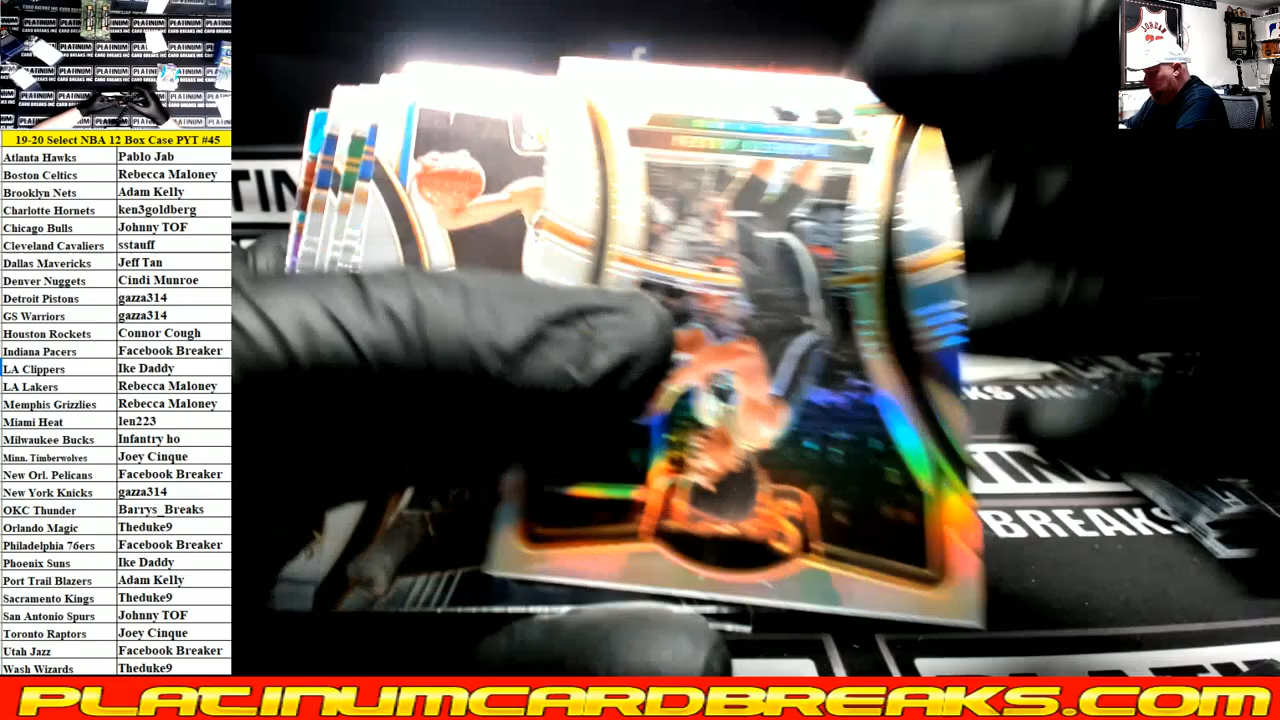 19-20 Select NBA 12 Box Case PYT #45
Atlanta Hawks Pablo Jab
Boston Celtics Rebecca Maloney
Brooklyn Nets Adam Kelly
Charlotte Hornets ken3goldberg
Chicago Bulls Johnny TOF
Cleveland Cavaliers sstauff
Dallas Mavericks Jeff Tan
Denver Nuggets Cindi Munroe
Detroit Pistons gazza314
GS Warriors gazza314
Houston Rockets Connor Cough
Indiana Pacers Facebook Breaker
LA Clippers Ike Daddy
LA Lakers Rebecca Maloney
Memphis Grizzlies Rebecca Maloney
Miami Heat len223
Milwaukee Bucks Infantry ho
Minn. Timberwolves Joey Cinque
New Orl. Pelicans Facebook Breaker
New York Knicks gazza314
OKC Thunder Barrys_Breaks
Orlando Magic Theduke9
Philadelphia 76ers Facebook Breaker
Phoenix Suns Ike Daddy
Port Trail Blazers Adam Kelly
Sacramento Kings Theduke9
San Antonio Spurs Johnny TOF
Toronto Raptors Joey Cinque
Utah Jazz Facebook Breaker
Wash Wizards Theduke9
JORDAN
BREAKS
PLATINUMCARDBREAKS.COM